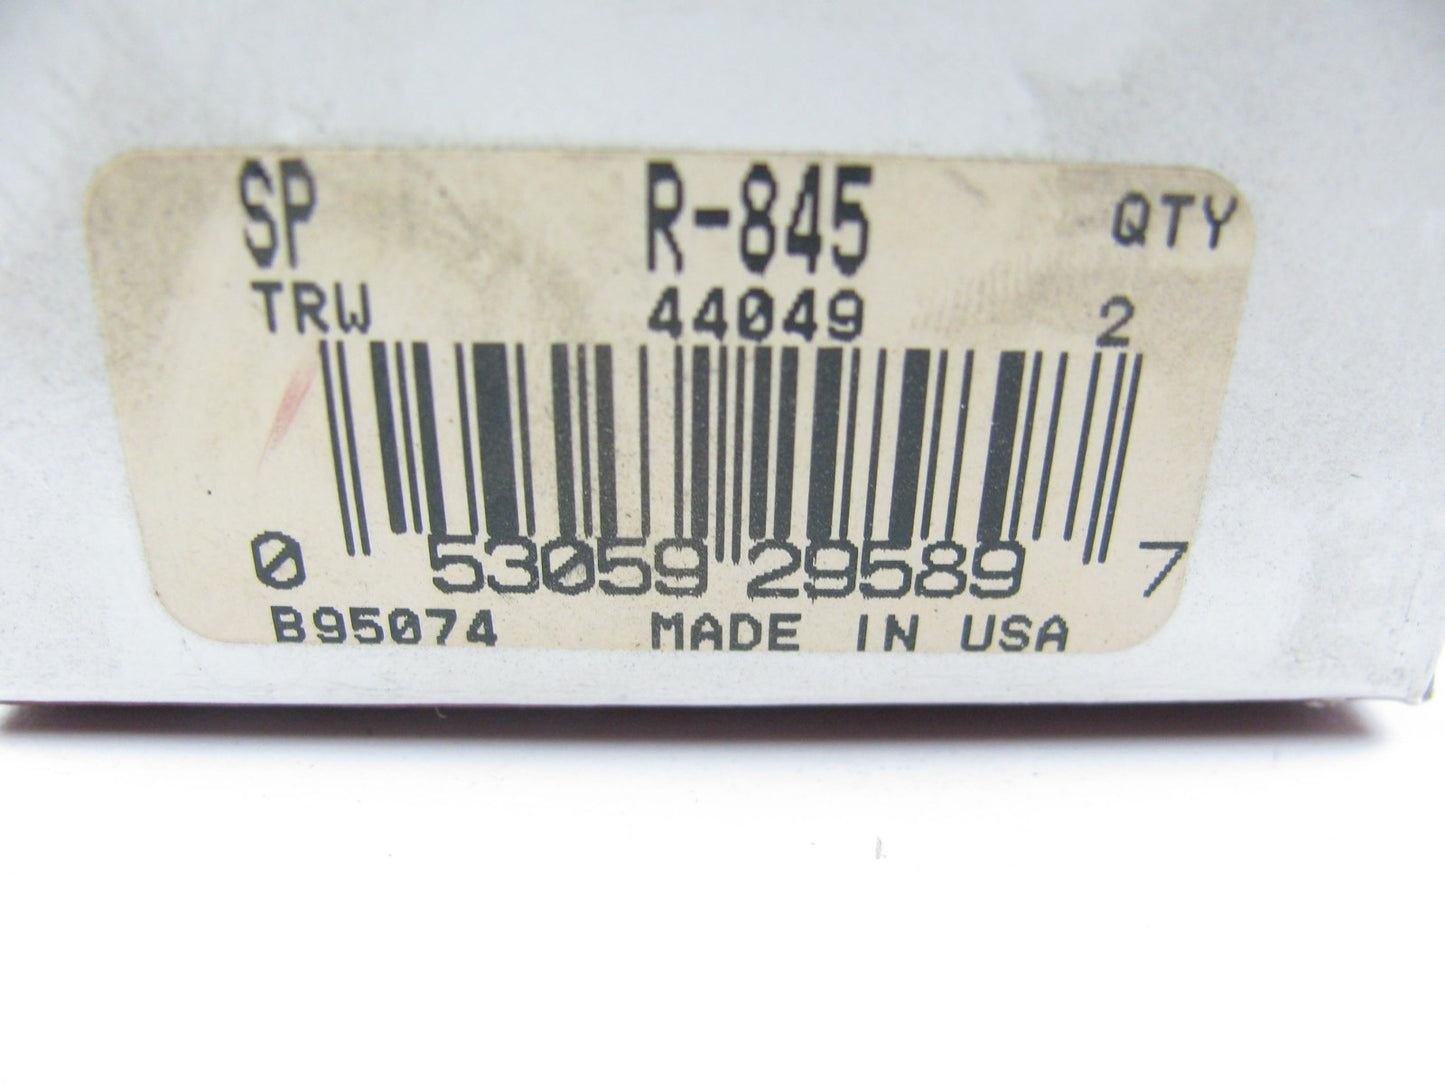 SP R-845 QTY
TRW 44049 2
0 53059 29589 7
B95074 MADE IN USA